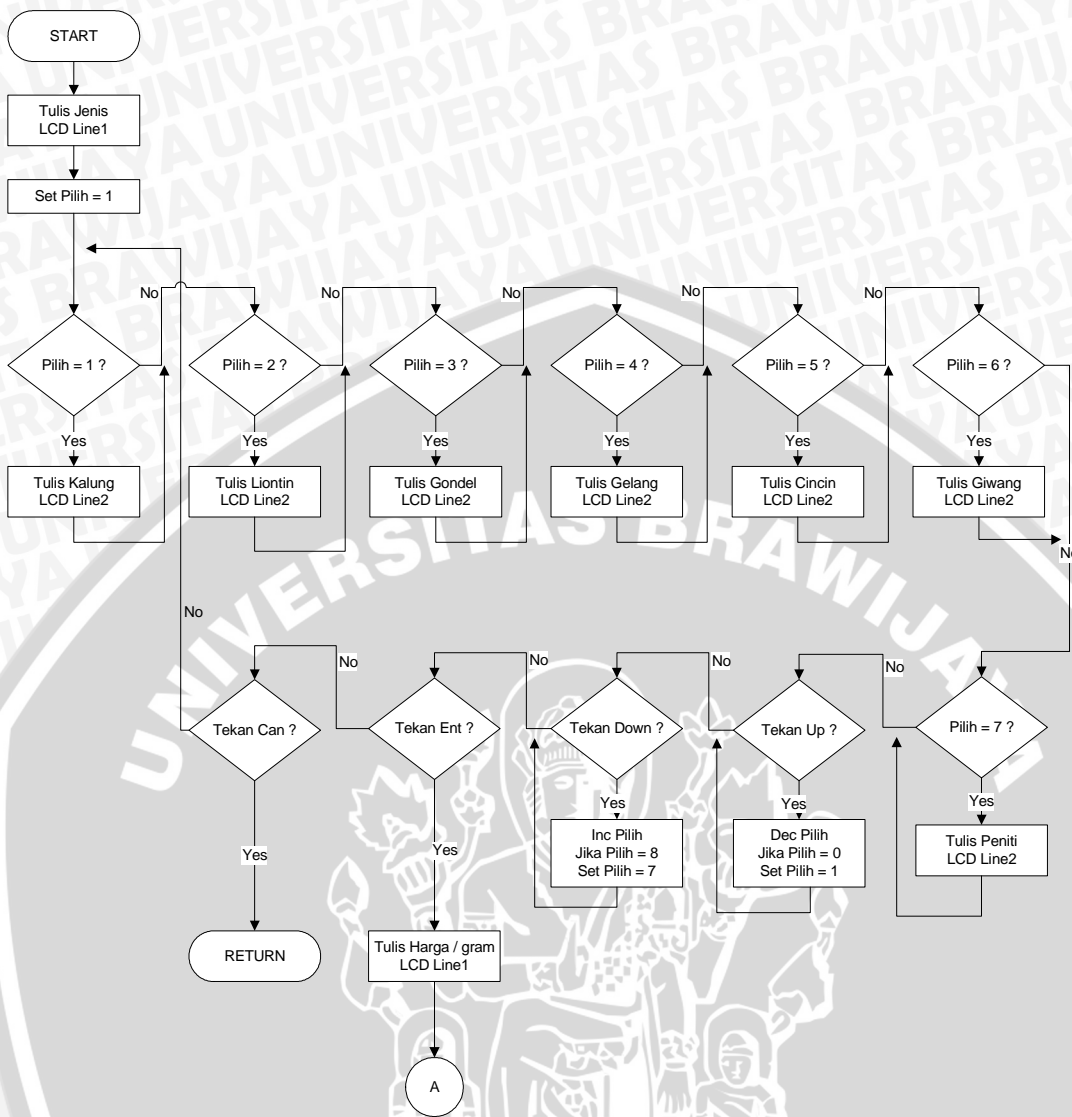 START
Tulis Jenis
LCD Line1
Set Pilih = 1
No
No
No
No
No
Pilih = 1 ?
Pilih = 2 ?
Pilih = 3 ?
Pilih = 4 ?
Pilih = 5 ?
Pilih = 6 ?
Yes
Yes
Yes
Yes
Yes
Yes
Tulis Kalung
LCD Line2
Tulis Liontin
LCD Line2
Tulis Gondel
LCD Line2
Tulis Gelang
LCD Line2
Tulis Cincin
LCD Line2
Tulis Giwang
LCD Line2
No
UNIVERSITAS BRAWIJAYA
No
No
No
No
No
Tekan Can ?
Tekan Ent ?
Tekan Down ?
Tekan Up ?
Pilih = 7 ?
Yes
Yes
Yes
Yes
Yes
Inc Pilih
Jika Pilih = 8
Set Pilih = 7
Dec Pilih
Jika Pilih = 0
Set Pilih = 1
Tulis Peniti
LCD Line2
RETURN
Tulis Harga / gram
LCD Line1
A